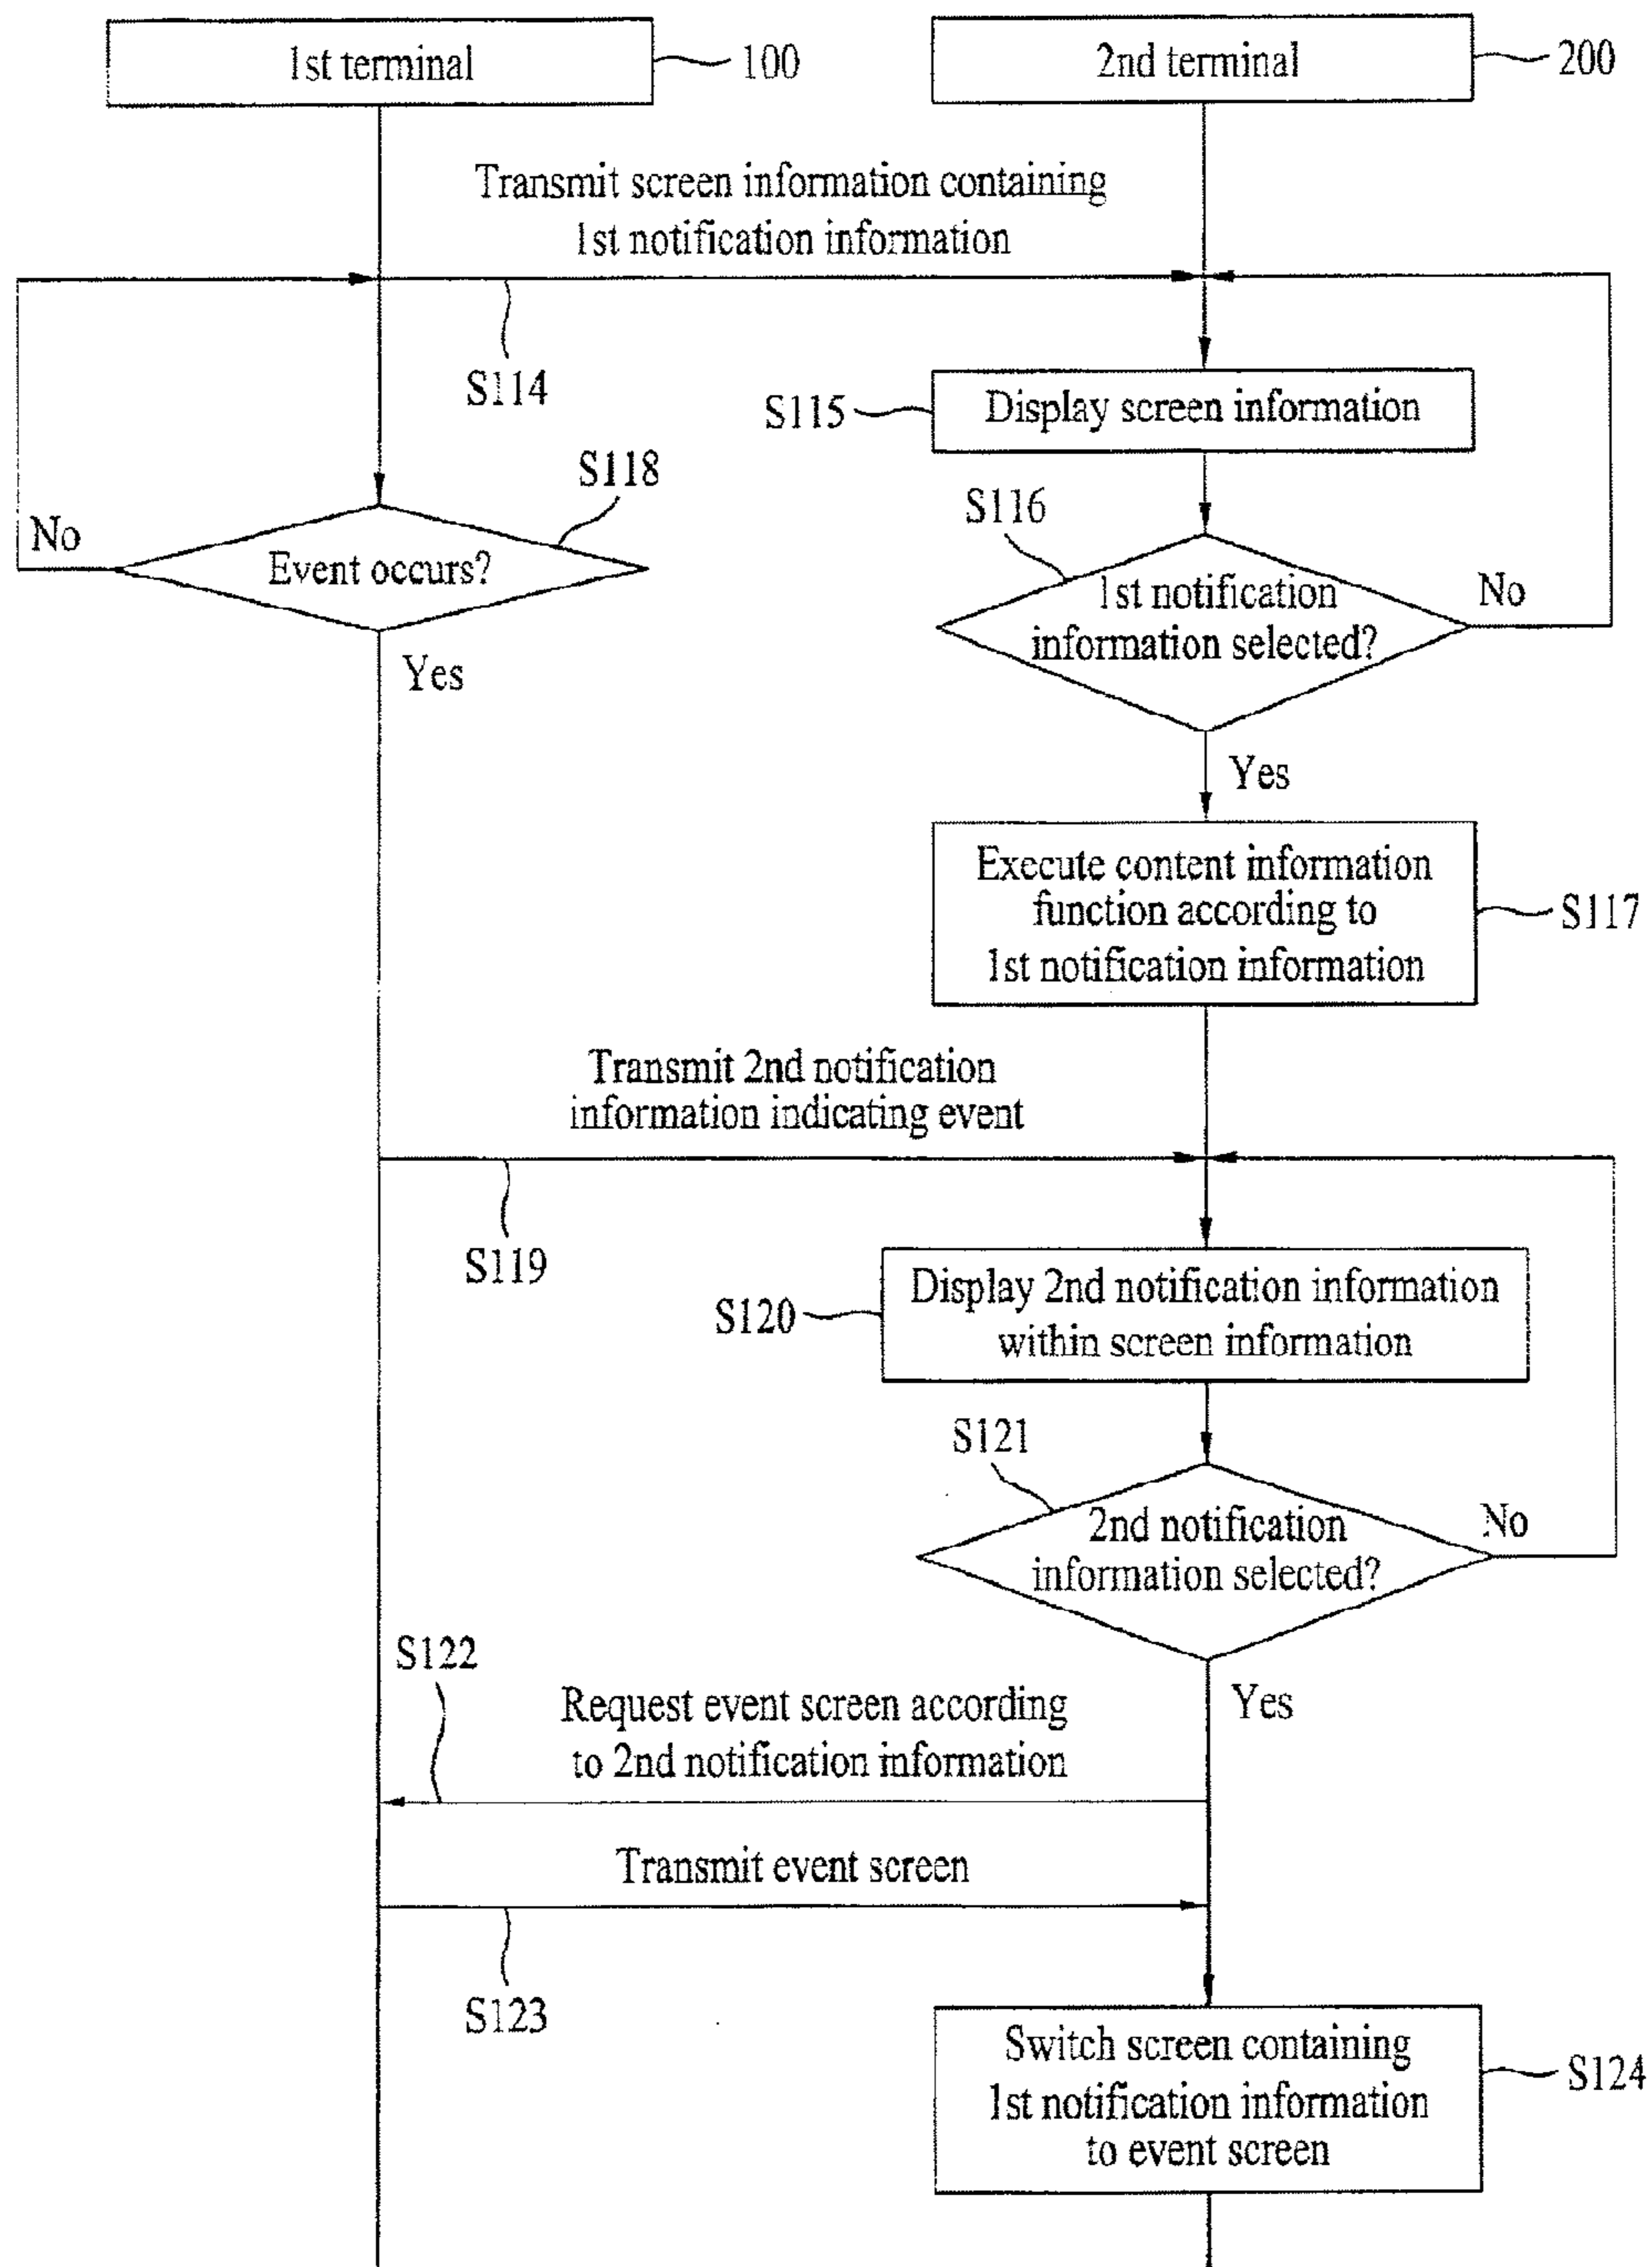 1st terminal
100
2nd terminal
200
Transmit screen information containing
1st notification information
S114
S115
Display screen information
S118
No
Event occurs?
Yes
S116
1st notification
information selected?
No
Yes
Execute content information
function according to
1st notification information
S117
Transmit 2nd notification
information indicating event
S119
S120
Display 2nd notification information
within screen information
S121
2nd notification
information selected?
No
Yes
S122
Request event screen according
to 2nd notification information
Transmit event screen
S123
Switch screen containing
1st notification information
to event screen
S124